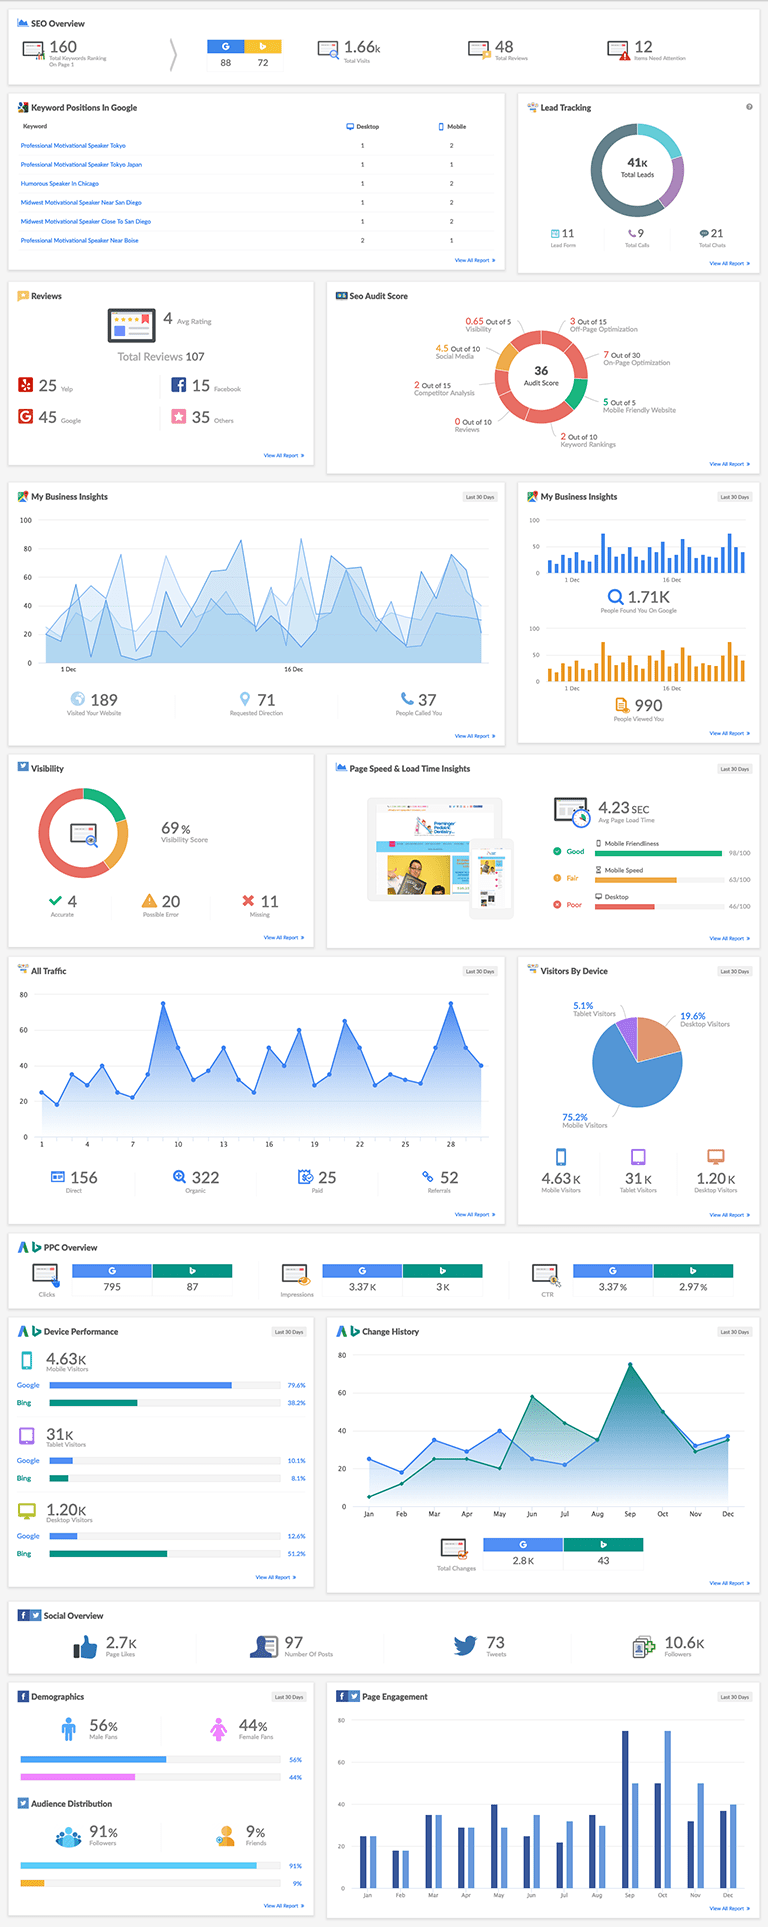 SEO Overview
160
Total Keywords Ranking
On Page 1
88 72
1.66k
Total Visits
48
Total Reviews
12
Items Need Attention
Keyword Positions In Google
Keyword Desktop Mobile
Professional Motivational Speaker Tokyo 1 2
Professional Motivational Speaker Tokyo Japan 1 1
Humorous Speaker In Chicago 1 2
Midwest Motivational Speaker Near San Diego 1 2
Midwest Motivational Speaker Close To San Diego 1 2
Professional Motivational Speaker Near Boise 2 1
View All Report »
Lead Tracking
41K
Total Leads
11 9 21
Lead Form Total Calls Total Chats
View All Report »
Reviews
4 Avg Rating
Total Reviews 107
25 Yelp 15 Facebook
45 Google 35 Others
View All Report »
Seo Audit Score
0.65 Out of 5
Visibility
3 Out of 15
Off-Page Optimization
4.5 Out of 10
Social Media
7 Out of 30
On-Page Optimization
36
Audit Score
2 Out of 15
Competitor Analysis
5 Out of 5
Mobile Friendly Website
0 Out of 10
Reviews
2 Out of 10
Keyword Rankings
View All Report »
My Business Insights Last 30 Days
100
80
60
40
20
0
1 Dec 16 Dec
189 71 37
Visited Your Website Requested Direction People Called You
View All Report »
My Business Insights Last 30 Days
100
50
0
1 Dec 16 Dec
1.71K
People Found You On Google
100
50
0
1 Dec 16 Dec
990
People Viewed You
View All Report »
Visibility
69%
Visibility Score
4 20 11
Accurate Possible Error Missing
View All Report »
Page Speed & Load Time Insights Last 30 Days
4.23 SEC
Avg Page Load Time
Good Mobile Friendliness 98/100
Fair Mobile Speed 63/100
Poor Desktop 46/100
View All Report »
All Traffic Last 30 Days
80
60
40
20
0
1 4 7 10 13 16 19 22 25 28
156 322 25 52
Direct Organic Paid Referrals
View All Report »
Visitors By Device Last 30 Days
5.1%
Tablet Visitors
19.6%
Desktop Visitors
75.2%
Mobile Visitors
4.63 K 31 K 1.20 K
Mobile Visitors Tablet Visitors Desktop Visitors
View All Report »
PPC Overview
Clicks 795 87
Impressions 3.37 K 3 K
CTR 3.37 % 2.97 %
Device Performance Last 30 Days
4.63K
Mobile Visitors
Google 79.6%
Bing 38.2%
31K
Tablet Visitors
Google 10.1%
Bing 8.1%
1.20K
Desktop Visitors
Google 12.6%
Bing 51.2%
View All Report »
Change History Last 30 Days
80
60
40
20
0
Jan Feb Mar Apr May Jun Jul Aug Sep Oct Nov Dec
Total Changes 2.8 K 43
View All Report »
Social Overview
2.7K
Page Likes
97
Number Of Posts
73
Tweets
10.6K
Followers
Demographics Last 30 Days
56%
Male Fans
44%
Female Fans
56%
44%
Audience Distribution
91%
Followers
9%
Friends
91%
9%
View All Report »
Page Engagement Last 30 Days
80
60
40
20
0
Jan Feb Mar Apr May Jun Jul Aug Sep Oct Nov Dec
View All Report »